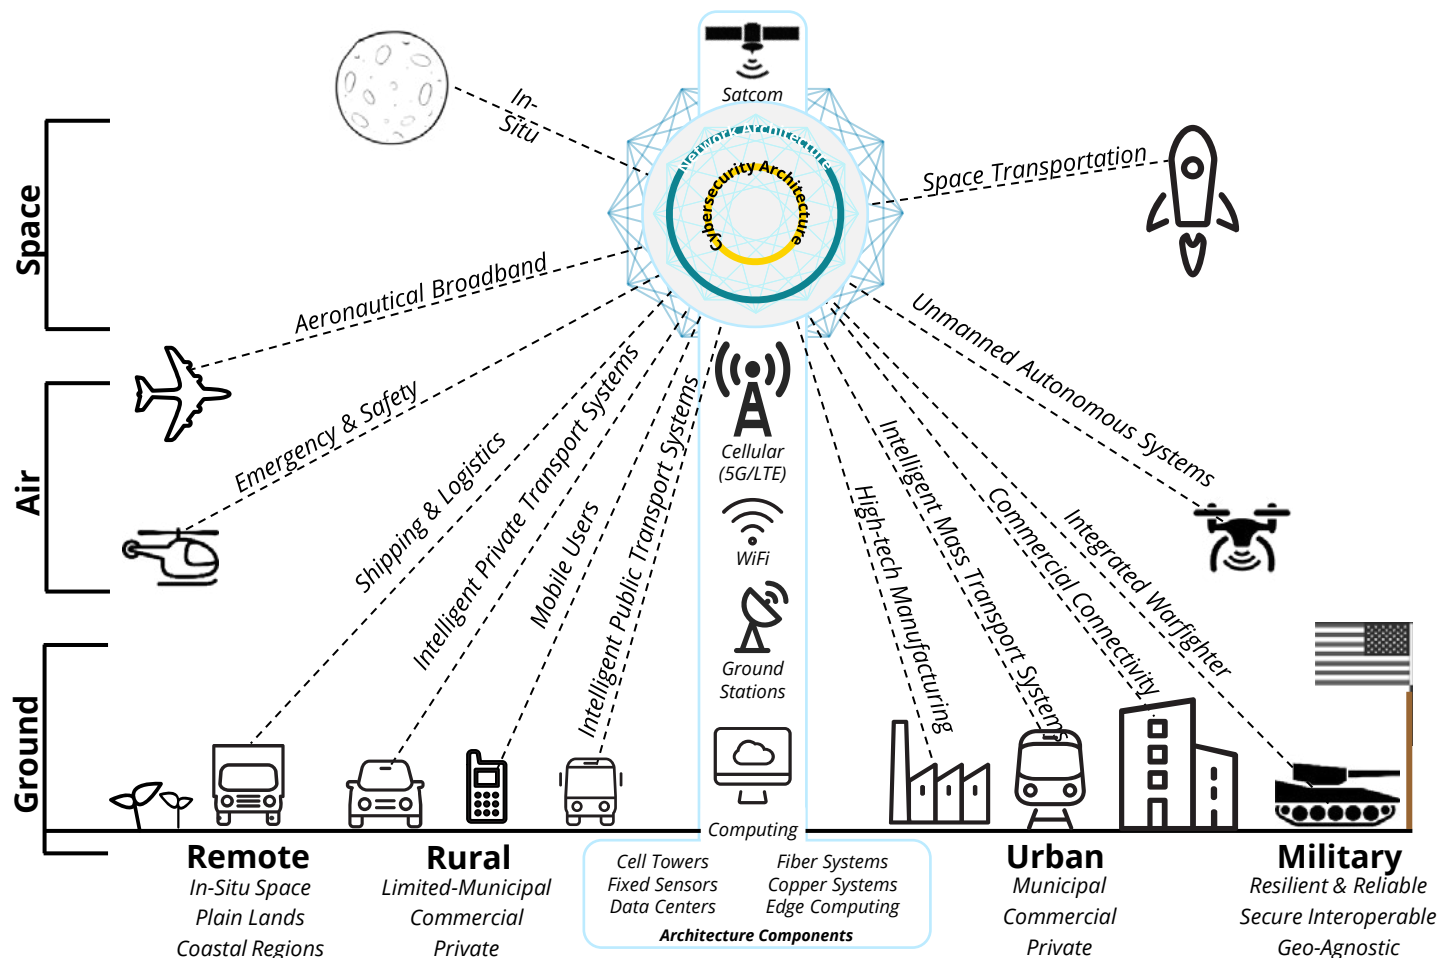 Satcom
In-
Situ
Network Architecture
Cybersecurity Architecture
Space Transportation
Space
Aeronautical Broadband
Unmanned Autonomous Systems
Emergency & Safety
Air
Shipping & Logistics
Intelligent Private Transport Systems
Mobile Users
Intelligent Public Transport Systems
Cellular
(5G/LTE)
WiFi
Ground
Stations
High-tech Manufacturing
Intelligent Mass Transport Systems
Commercial Connectivity
Integrated Warfighter
Ground
Computing
Remote
In-Situ Space
Plain Lands
Coastal Regions
Rural
Limited-Municipal
Commercial
Private
Cell Towers
Fixed Sensors
Data Centers
Fiber Systems
Copper Systems
Edge Computing
Architecture Components
Urban
Municipal
Commercial
Private
Military
Resilient & Reliable
Secure Interoperable
Geo-Agnostic